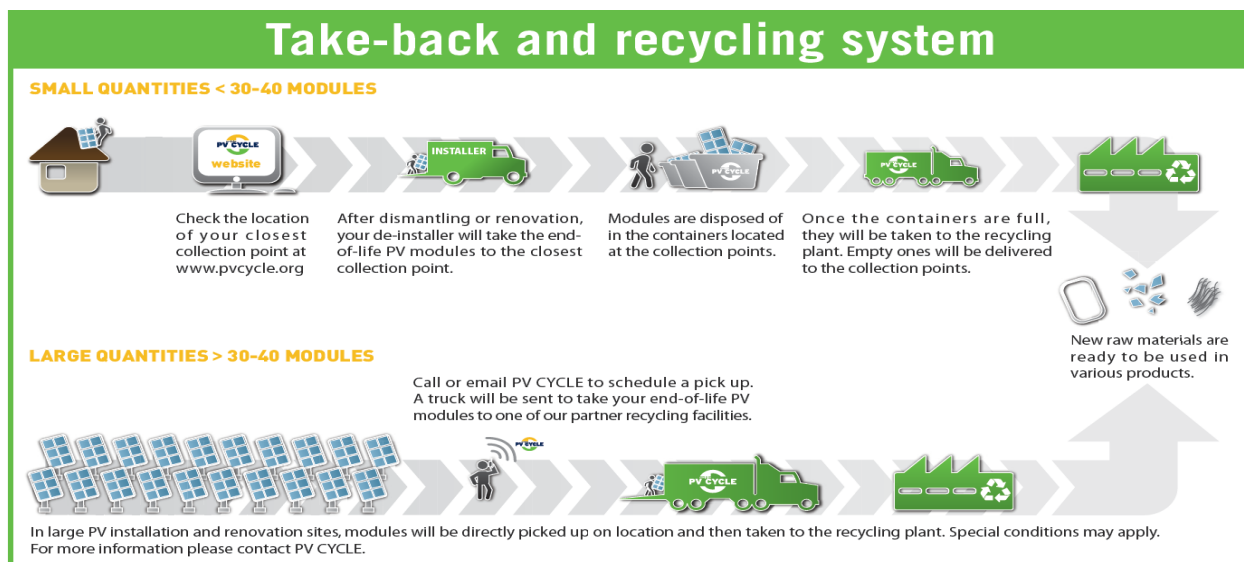 Take-back and recycling system
SMALL QUANTITIES < 30-40 MODULES
PV CYCLE
website
INSTALLER
PV CYCLE
PV CYCLE
Check the location
of your closest
collection point at
www.pvcycle.org
After dismantling or renovation,
your de-installer will take the end-
of-life PV modules to the closest
collection point.
Modules are disposed of
in the containers located
at the collection points.
Once the containers are full,
they will be taken to the recycling
plant. Empty ones will be delivered
to the collection points.
New raw materials are
ready to be used in
various products.
LARGE QUANTITIES > 30-40 MODULES
Call or email PV CYCLE to schedule a pick up.
A truck will be sent to take your end-of-life PV
modules to one of our partner recycling facilities.
PV CYCLE
PV CYCLE
In large PV installation and renovation sites, modules will be directly picked up on location and then taken to the recycling plant. Special conditions may apply.
For more information please contact PV CYCLE.